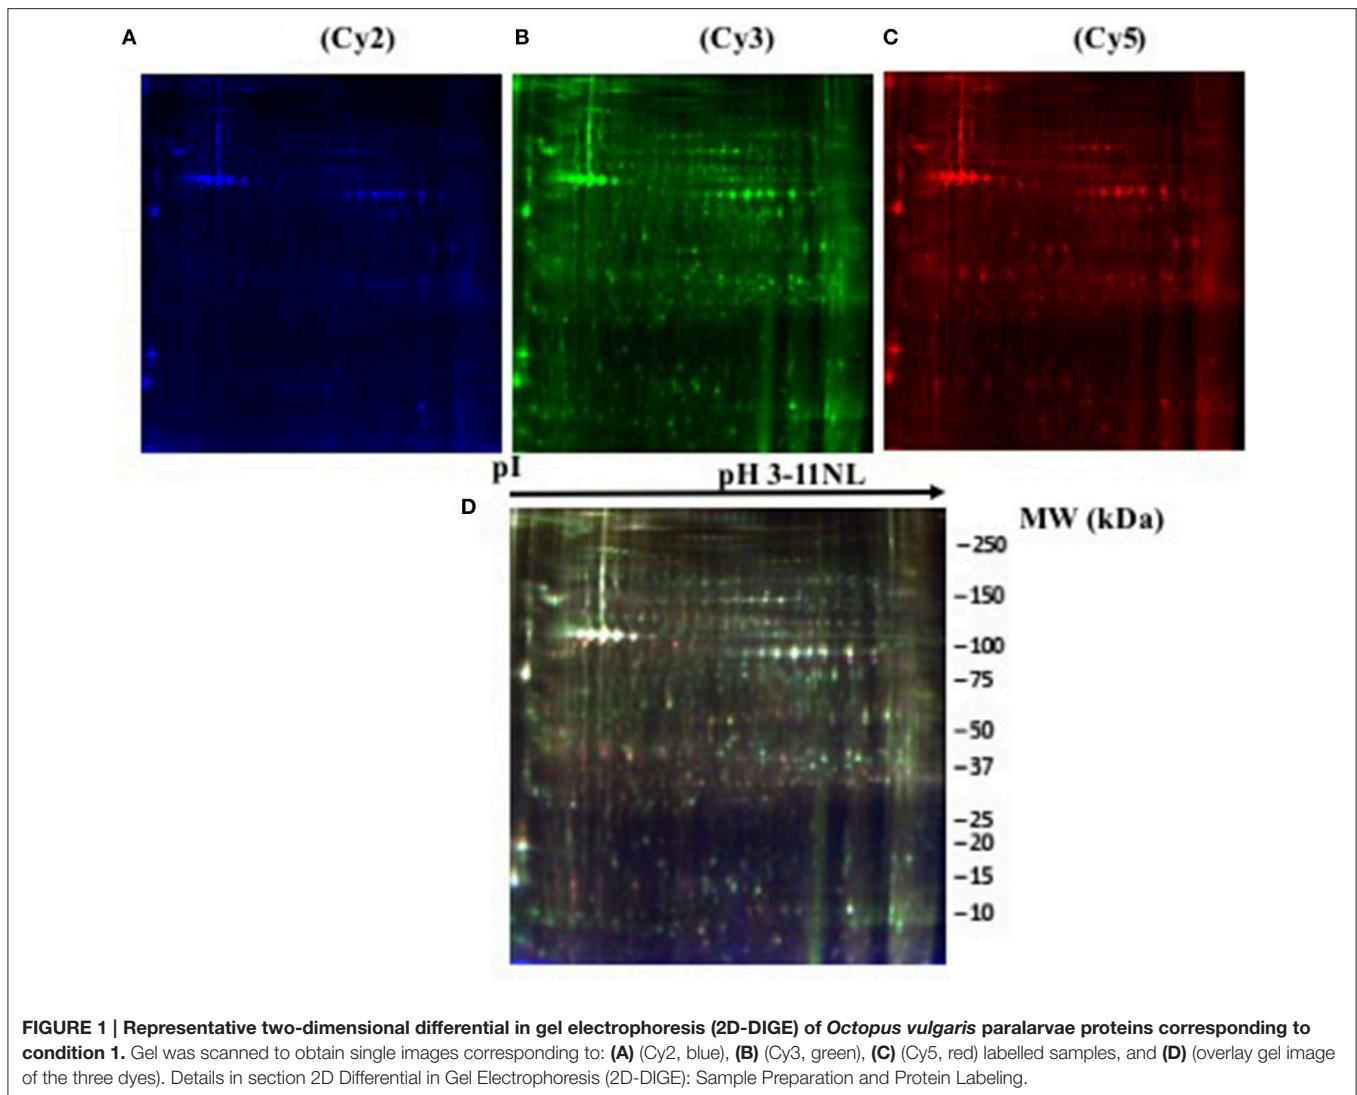 A (Cy2) B (Cy3) C (Cy5)
pI
pH 3-11NL
D
MW (kDa)
-250
-150
-100
-75
-50
-37
-25
-20
-15
-10
FIGURE 1 | Representative two-dimensional differential in gel electrophoresis (2D-DIGE) of Octopus vulgaris paralarvae proteins corresponding to
condition 1. Gel was scanned to obtain single images corresponding to: (A) (Cy2, blue), (B) (Cy3, green), (C) (Cy5, red) labelled samples, and (D) (overlay gel image
of the three dyes). Details in section 2D Differential in Gel Electrophoresis (2D-DIGE): Sample Preparation and Protein Labeling.